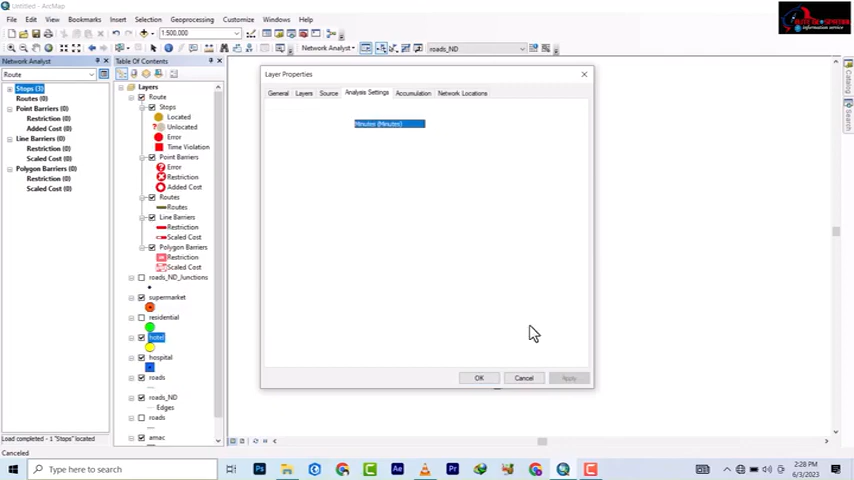 Untitled - ArcMap
File Edit View Bookmarks Insert Selection Geoprocessing Customize Windows Help
1:500,000
Network Analyst
roads_ND
Network Analyst
Route
Stops (3)
Routes (0)
Point Barriers (0)
Restriction (0)
Added Cost (0)
Line Barriers (0)
Restriction (0)
Scaled Cost (0)
Polygon Barriers (0)
Restriction (0)
Scaled Cost (0)
Load completed - 1 "Stops" located
Canceled
Table Of Contents
Layers
Route
Stops
Located
Unlocated
Error
Time Violation
Point Barriers
Error
Restriction
Added Cost
Routes
Routes
Line Barriers
Restriction
Scaled Cost
Polygon Barriers
Restriction
Scaled Cost
roads_ND_Junctions
supermarket
residential
hotel
hospital
roads
roads_ND
Edges
roads
amac
Layer Properties
General Layers Source Analysis Settings Accumulation Network Locations
Minutes (Minutes)
OK Cancel Apply
Catalog
Search
information service
Type here to search
2:28 PM
6/3/2023